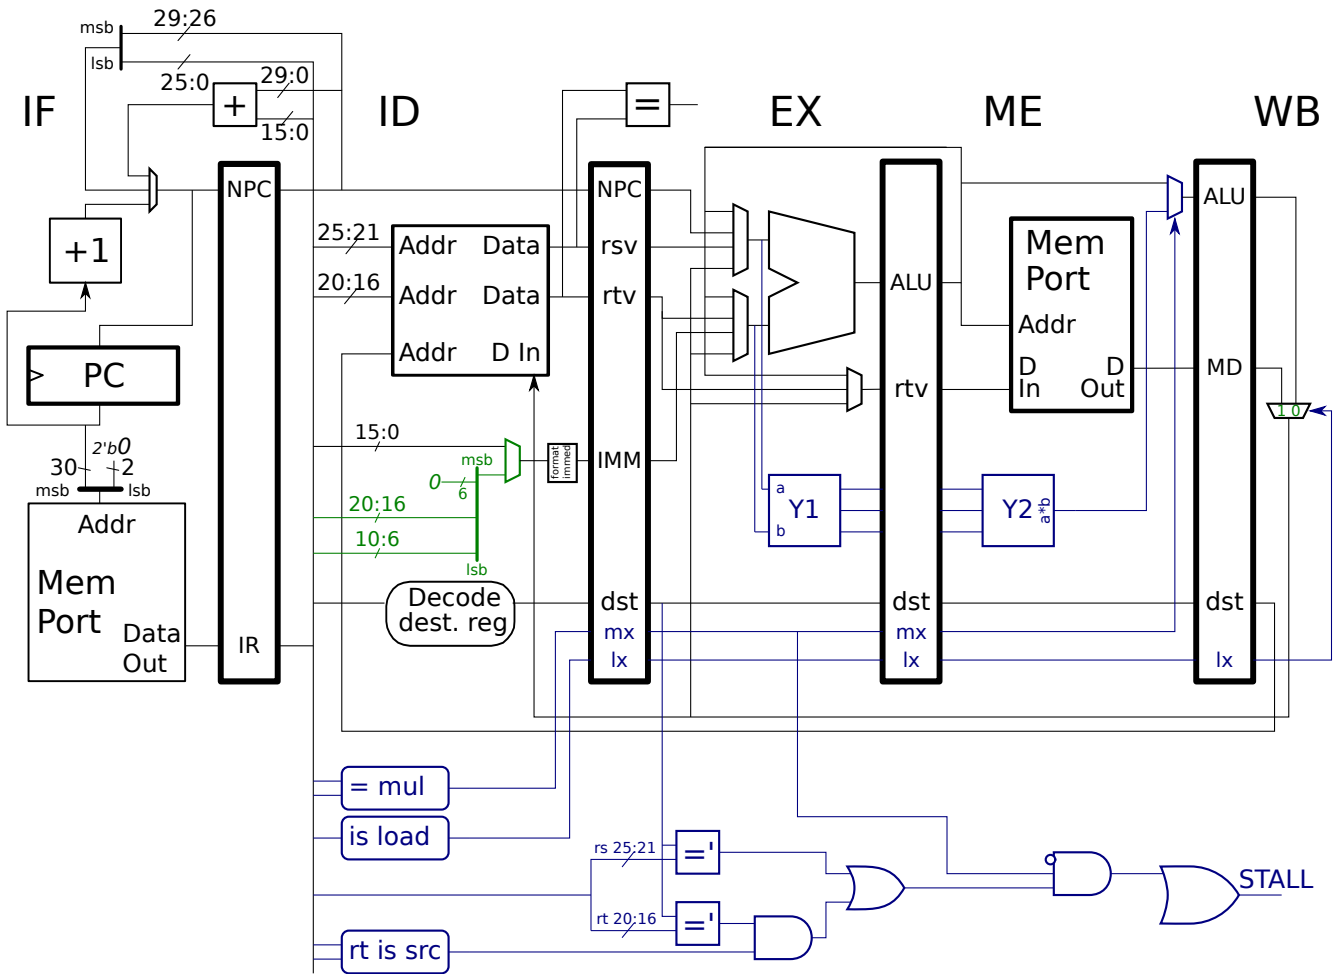 29:26
msb
lsb
25:0
29:0
+
15:0
IF
ID
=
EX
ME
WB
NPC
NPC
ALU
+1
25:21
Addr
Data
rsv
Mem
Port
20:16
Addr
Data
rtv
ALU
Addr
Addr
D In
PC
D
In
D
Out
MD
rtv
1 0
15:0
2'b0
30
2
msb
lsb
msb
0
6
format
immed
IMM
20:16
10:6
lsb
a
Y1
b
Y2
a*b
Addr
Mem
Port
Data
Out
IR
Decode
dest. reg
dst
dst
dst
mx
mx
lx
lx
lx
= mul
is load
rs 25:21
='
rt 20:16
='
rt is src
STALL